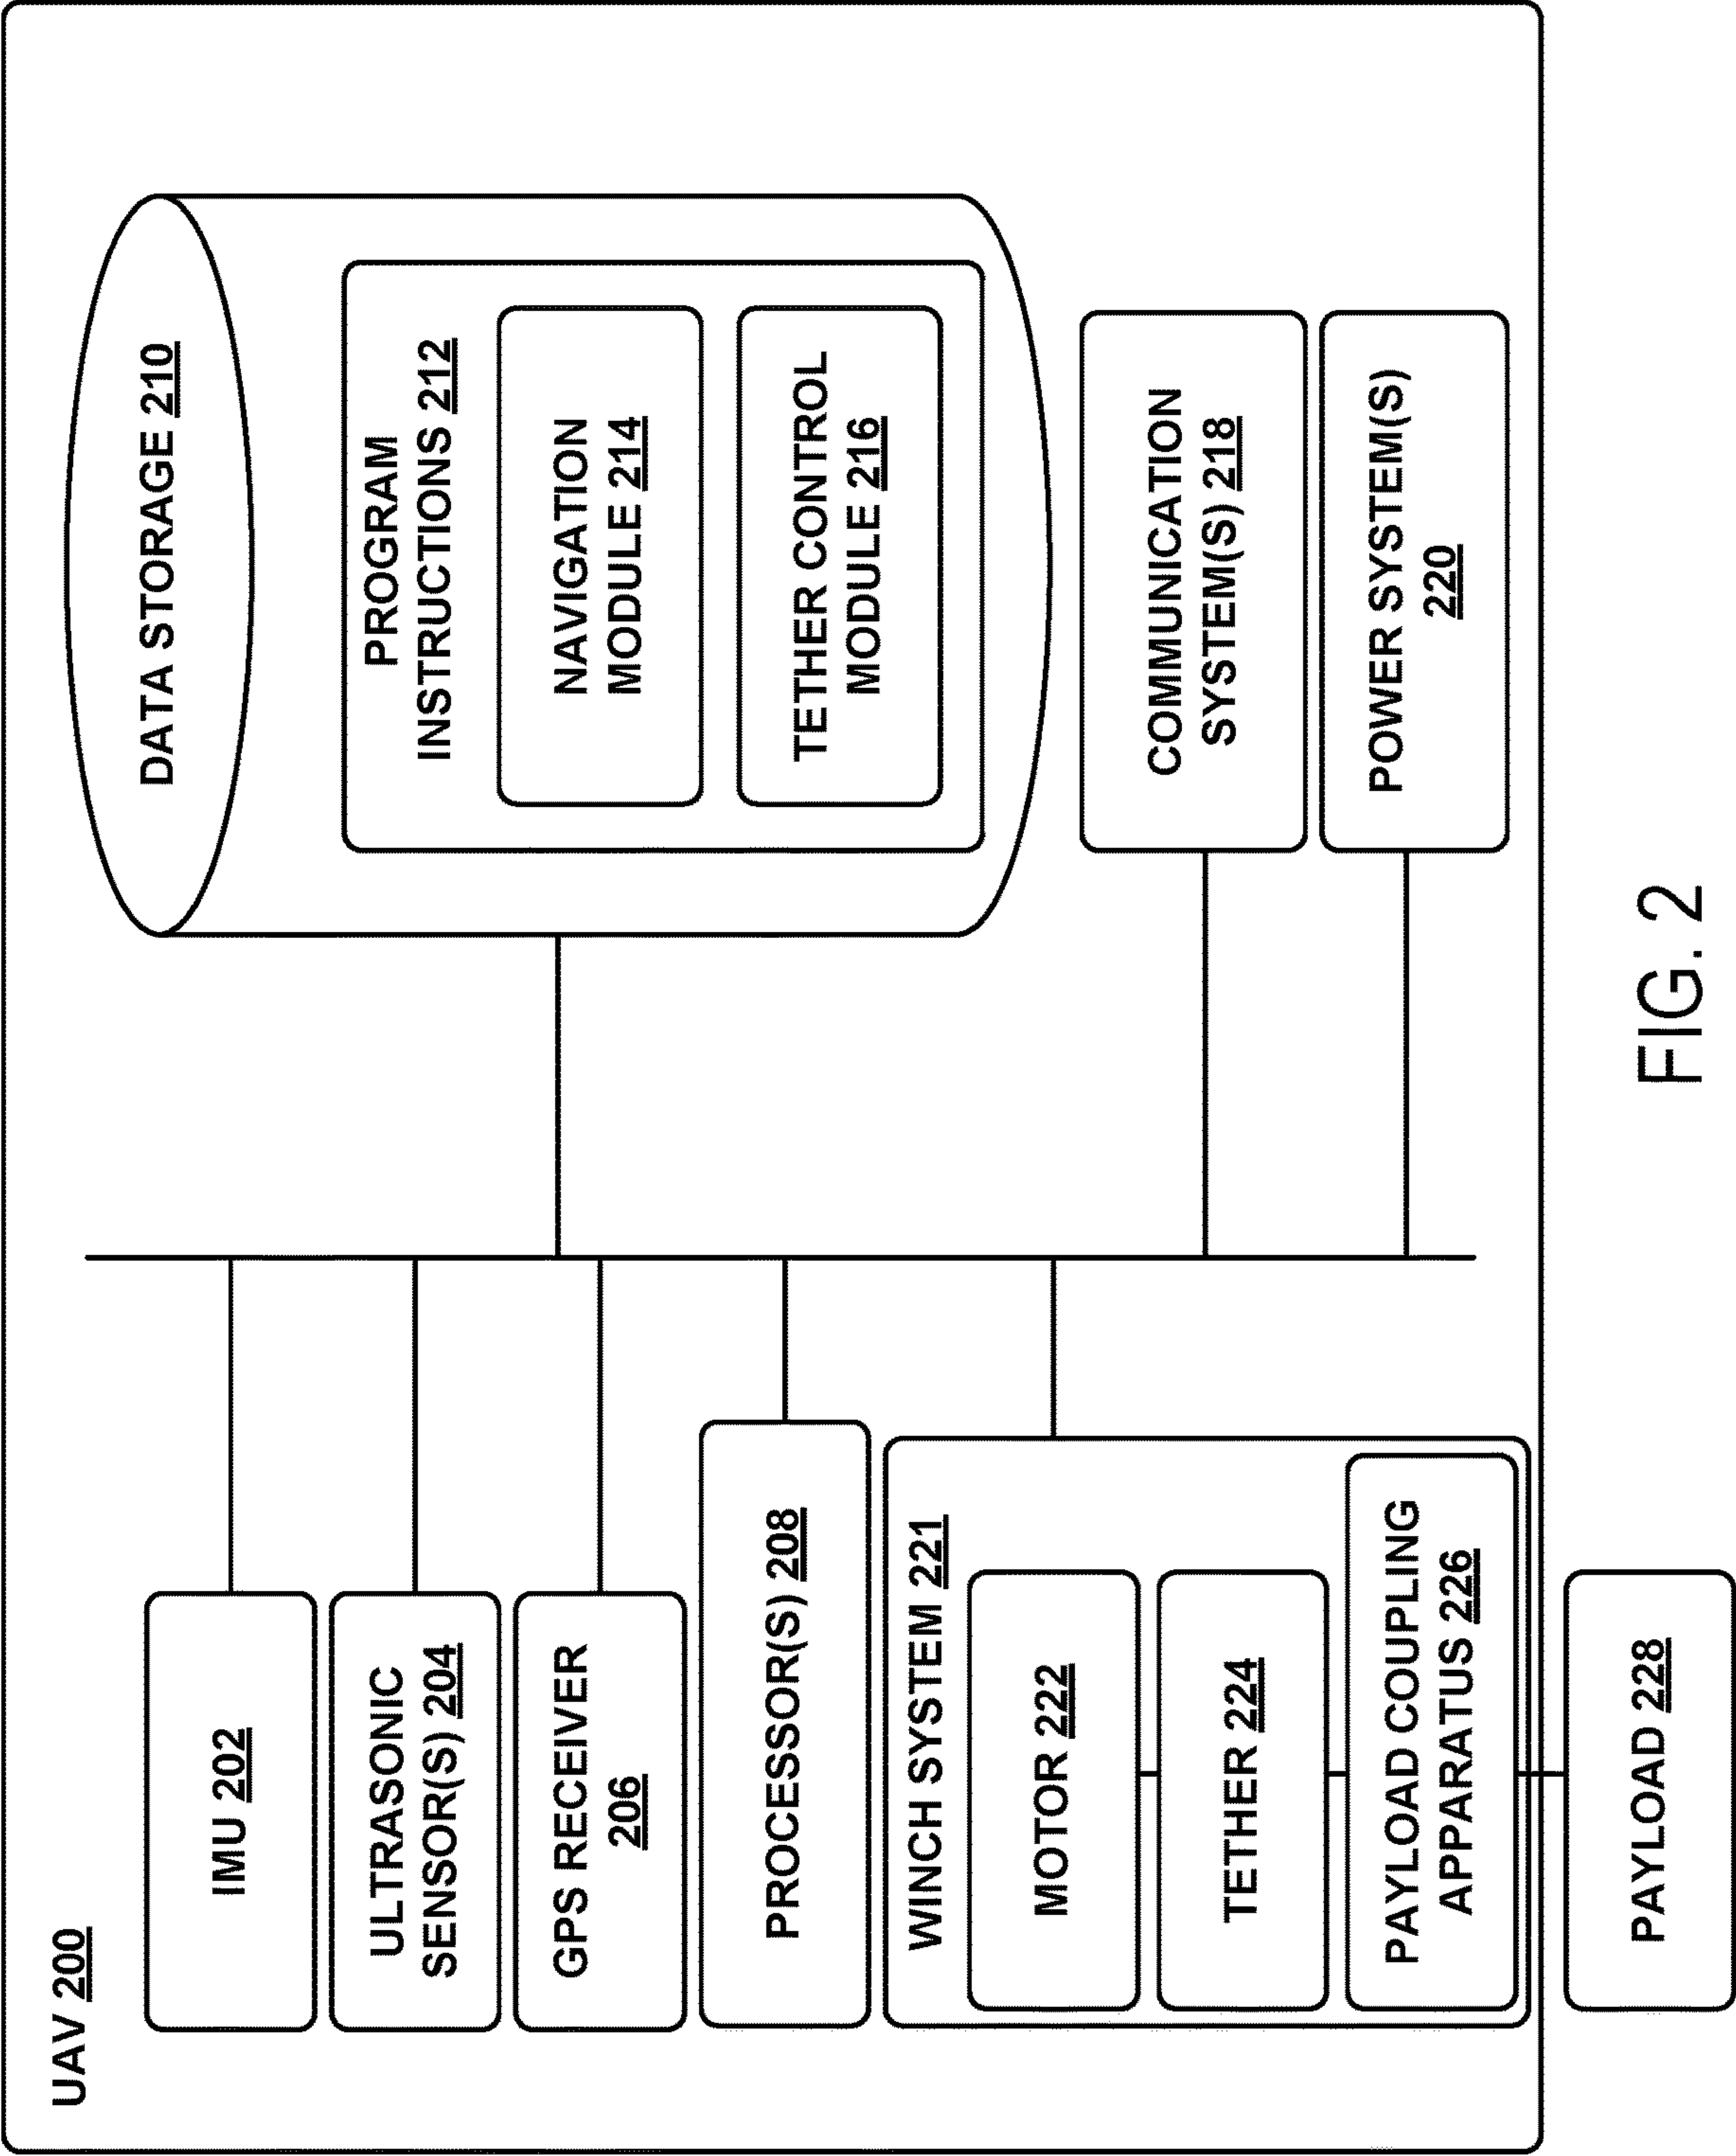 UAV 200
IMU 202
ULTRASONIC
SENSOR(S) 204
GPS RECEIVER
206
PROCESSOR(S) 208
WINCH SYSTEM 221
MOTOR 222
TETHER 224
PAYLOAD COUPLING
APPARATUS 226
PAYLOAD 228
DATA STORAGE 210
PROGRAM
INSTRUCTIONS 212
NAVIGATION
MODULE 214
TETHER CONTROL
MODULE 216
COMMUNICATION
SYSTEM(S) 218
POWER SYSTEM(S)
220
FIG. 2